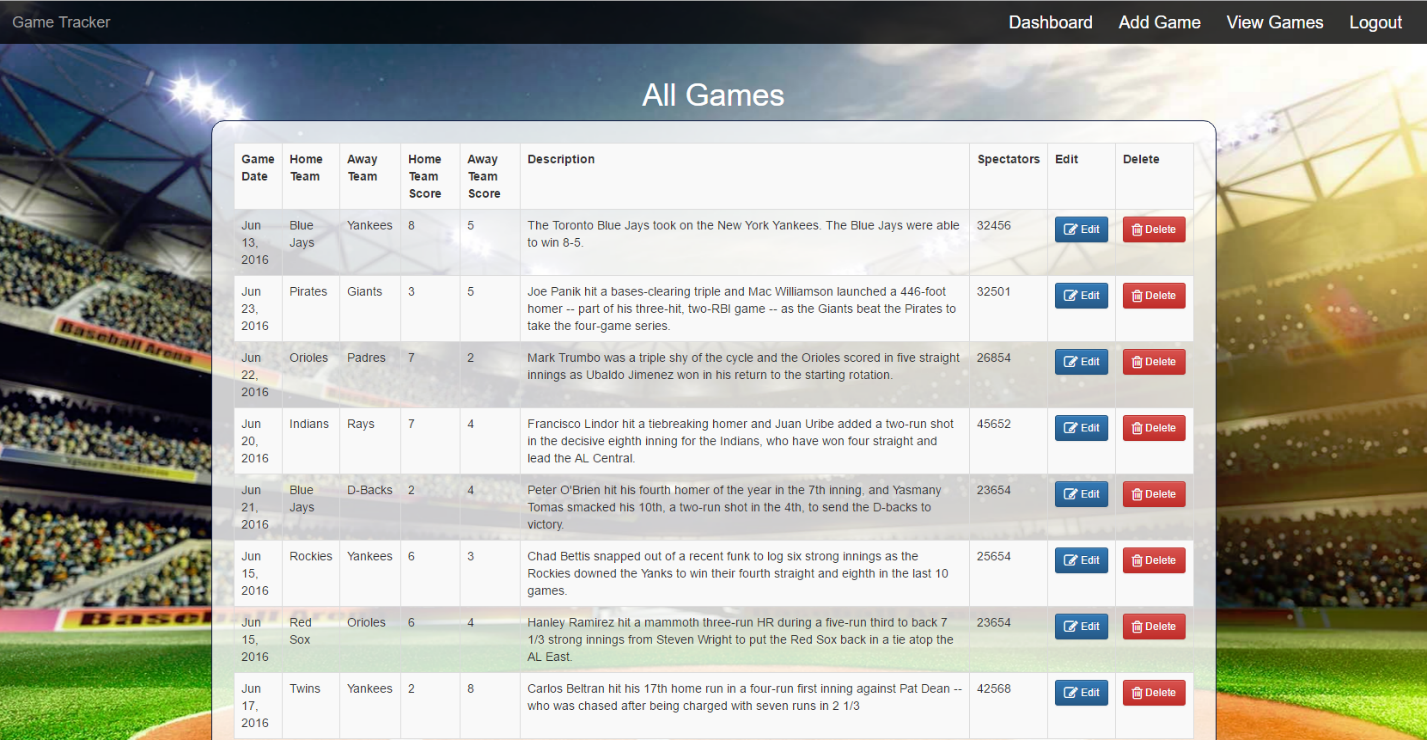 Game Tracker Dashboard Add Game View Games Logout
All Games
Game Date Home Team Away Team Home Team Score Away Team Score Description Spectators Edit Delete
Jun 13, 2016 Blue Jays Yankees 8 5 The Toronto Blue Jays took on the New York Yankees. The Blue Jays were able to win 8-5. 32456 Edit Delete
Jun 23, 2016 Pirates Giants 3 5 Joe Panik hit a bases-clearing triple and Mac Williamson launched a 446-foot homer -- part of his three-hit, two-RBI game -- as the Giants beat the Pirates to take the four-game series. 32501 Edit Delete
Jun 22, 2016 Orioles Padres 7 2 Mark Trumbo was a triple shy of the cycle and the Orioles scored in five straight innings as Ubaldo Jimenez won in his return to the starting rotation. 26854 Edit Delete
Jun 20, 2016 Indians Rays 7 4 Francisco Lindor hit a tiebreaking homer and Juan Uribe added a two-run shot in the decisive eighth inning for the Indians, who have won four straight and lead the AL Central. 45652 Edit Delete
Jun 21, 2016 Blue Jays D-Backs 2 4 Peter O'Brien hit his fourth homer of the year in the 7th inning, and Yasmany Tomas smacked his 10th, a two-run shot in the 4th, to send the D-backs to victory. 23654 Edit Delete
Jun 15, 2016 Rockies Yankees 6 3 Chad Bettis snapped out of a recent funk to log six strong innings as the Rockies downed the Yanks to win their fourth straight and eighth in the last 10 games. 25654 Edit Delete
Jun 15, 2016 Red Sox Orioles 6 4 Hanley Ramirez hit a mammoth three-run HR during a five-run third to back 7 1/3 strong innings from Steven Wright to put the Red Sox back in a tie atop the AL East. 23654 Edit Delete
Jun 17, 2016 Twins Yankees 2 8 Carlos Beltran hit his 17th home run in a four-run first inning against Pat Dean -- who was chased after being charged with seven runs in 2 1/3 42568 Edit Delete
Baseball Arena
Sport Stadium
Baseball Arena